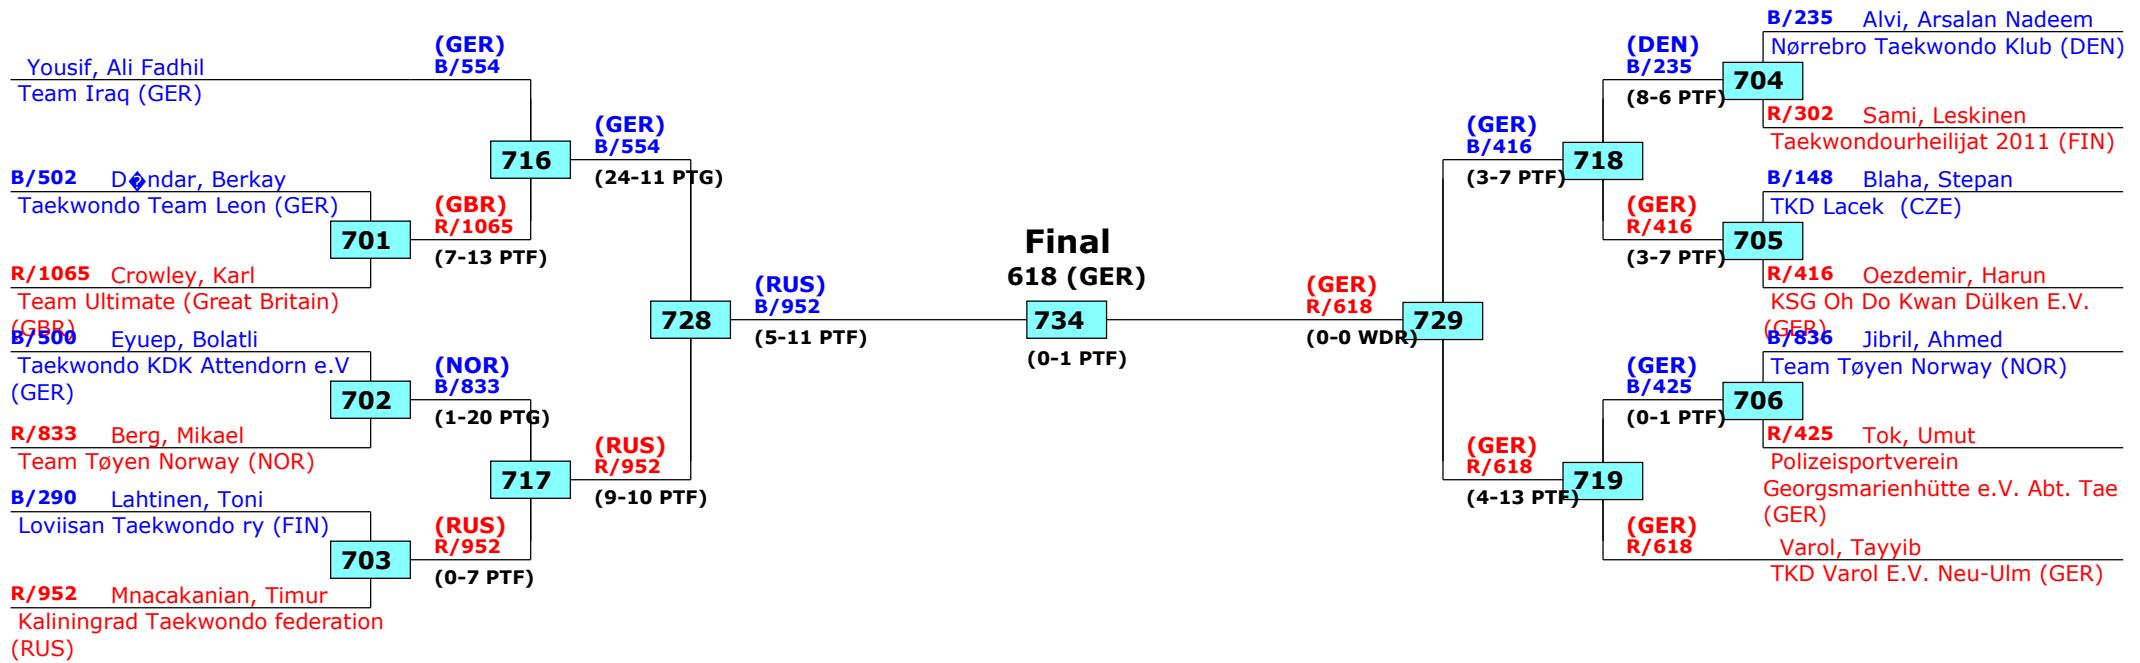 Yousif, Ali Fadhil
Team Iraq (GER)
B/502 D�ndar, Berkay
Taekwondo Team Leon (GER)
R/1065 Crowley, Karl
Team Ultimate (Great Britain)
(GBR)
B/500 Eyuep, Bolatli
Taekwondo KDK Attendorn e.V
(GER)
R/833 Berg, Mikael
Team Tøyen Norway (NOR)
B/290 Lahtinen, Toni
Loviisan Taekwondo ry (FIN)
R/952 Mnacakanian, Timur
Kaliningrad Taekwondo federation
(RUS)
701
702
703
(GER)
B/554
(GBR)
R/1065
(7-13 PTF)
(NOR)
B/833
(1-20 PTG)
(RUS)
R/952
(0-7 PTF)
716
717
(GER)
B/554
(24-11 PTG)
(RUS)
R/952
(9-10 PTF)
728
(RUS)
B/952
(5-11 PTF)
Final
618 (GER)
734
(0-1 PTF)
(GER)
R/618
(0-0 WDR)
729
(GER)
B/416
(3-7 PTF)
(GER)
R/618
(4-13 PTF)
718
719
(DEN)
B/235
(8-6 PTF)
(GER)
R/416
(3-7 PTF)
(GER)
B/425
(0-1 PTF)
(GER)
R/618
704
705
706
B/235 Alvi, Arsalan Nadeem
Nørrebro Taekwondo Klub (DEN)
R/302 Sami, Leskinen
Taekwondourheilijat 2011 (FIN)
B/148 Blaha, Stepan
TKD Lacek (CZE)
R/416 Oezdemir, Harun
KSG Oh Do Kwan Dülken E.V.
(GER)
B/836 Jibril, Ahmed
Team Tøyen Norway (NOR)
R/425 Tok, Umut
Polizeisportverein
Georgsmarienhütte e.V. Abt. Tae
(GER)
Varol, Tayyib
TKD Varol E.V. Neu-Ulm (GER)